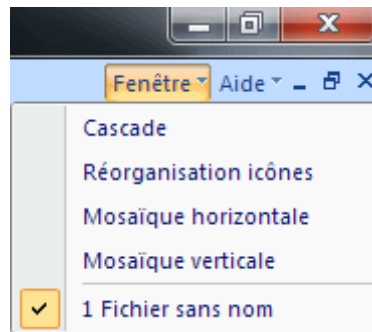 Fenêtre Aide
Cascade
Réorganisation icônes
Mosaïque horizontale
Mosaïque verticale
1 Fichier sans nom